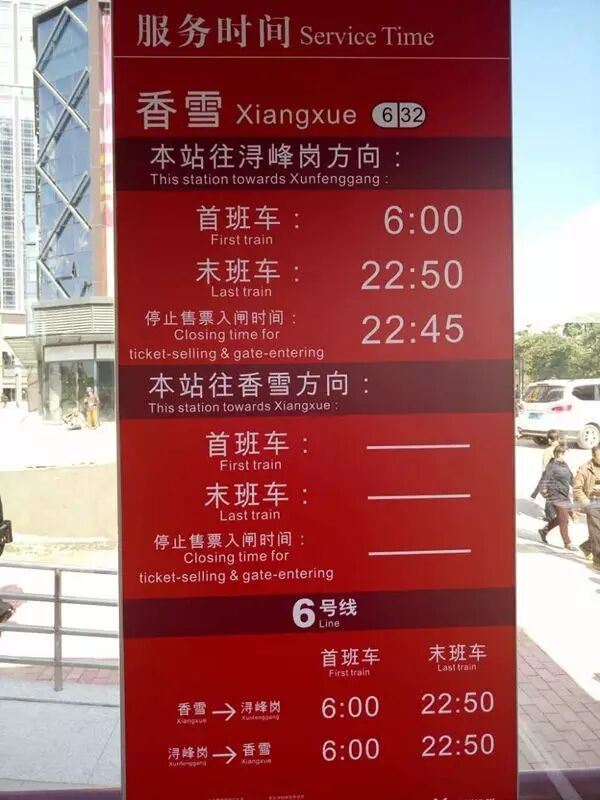 服务时间 Service Time
香雪 Xiangxue 6|32
本站往浔峰岗方向：
This station towards Xunfenggang :
首班车： 6:00
First train
末班车： 22:50
Last train
停止售票入闸时间： 22:45
Closing time for
ticket-selling & gate-entering
本站往香雪方向：
This station towards Xiangxue :
首班车：
First train
末班车：
Last train
停止售票入闸时间：
Closing time for
ticket-selling & gate-entering
6号线
Line
首班车 末班车
First train Last train
香雪→浔峰岗 6:00 22:50
Xiangxue Xunfenggang
浔峰岗→香雪 6:00 22:50
Xunfenggang Xiangxue